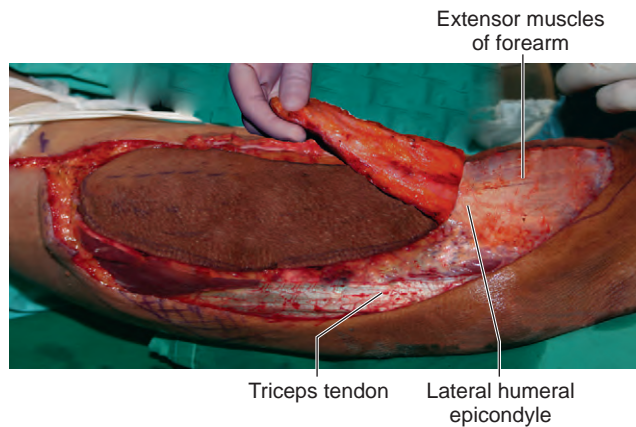 Extensor muscles
of forearm
Triceps tendon
Lateral humeral
epicondyle